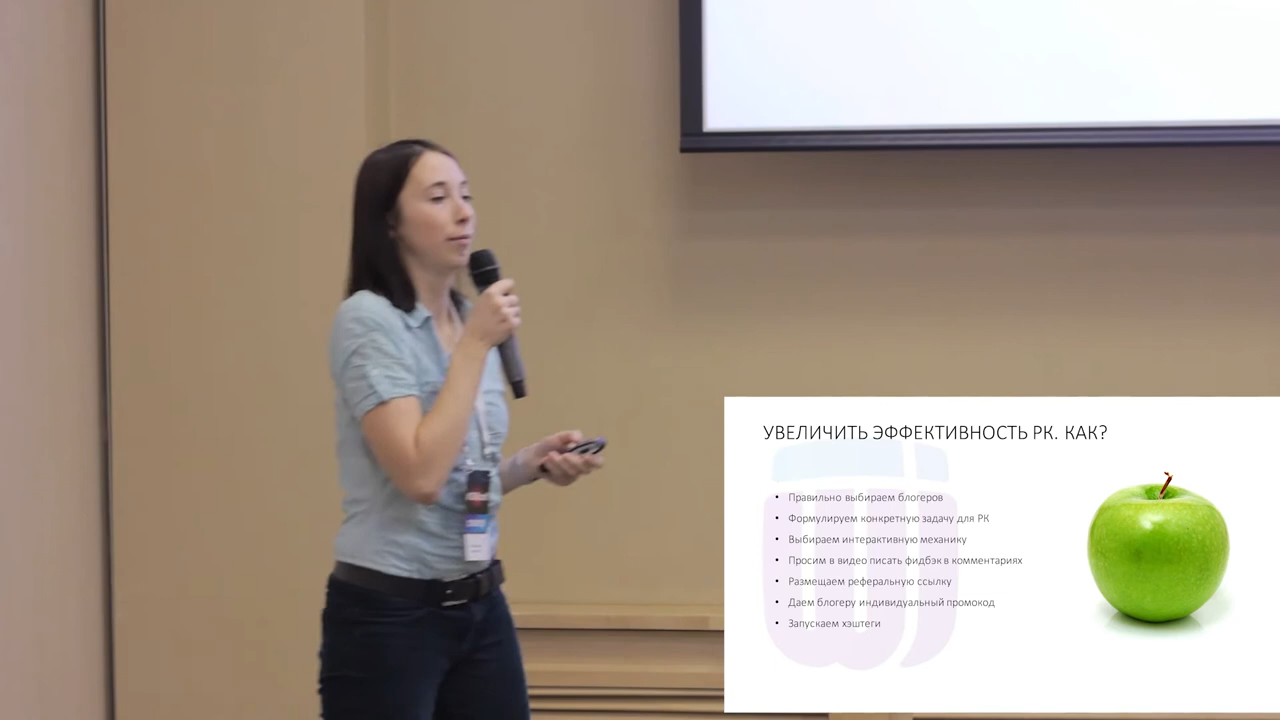 УВЕЛИЧИТЬ ЭФФЕКТИВНОСТЬ РК. КАК?
• Правильно выбираем блогеров
• Формулируем конкретную задачу для РК
• Выбираем интерактивную механику
• Просим в видео писать фидбэк в комментариях
• Размещаем реферальную ссылку
• Даем блогеру индивидуальный промокод
• Запускаем хэштеги